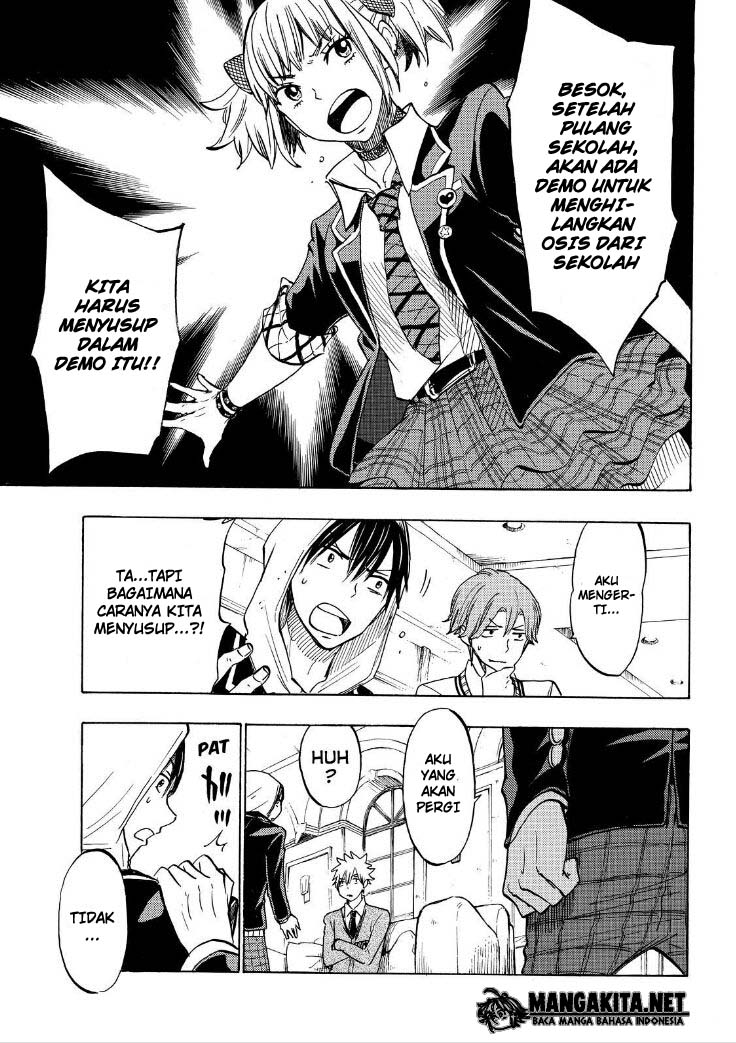 BESOK,
SETELAH
PULANG
SEKOLAH,
AKAN ADA
DEMO UNTUK
MENGHI-
LANGKAN
OSIS DARI
SEKOLAH
KITA
HARUS
MENYUSUP
DALAM
DEMO ITU!!
AKU
MENGER-
TI...
TA...TAPI
BAGAIMANA
CARANYA KITA
MENYUSUP...?!
AKU
YANG
AKAN
PERGI
HUH
?
PAT
TIDAK
...
MANGAKITA.NET
BACA MANGA BAHASA INDONESIA